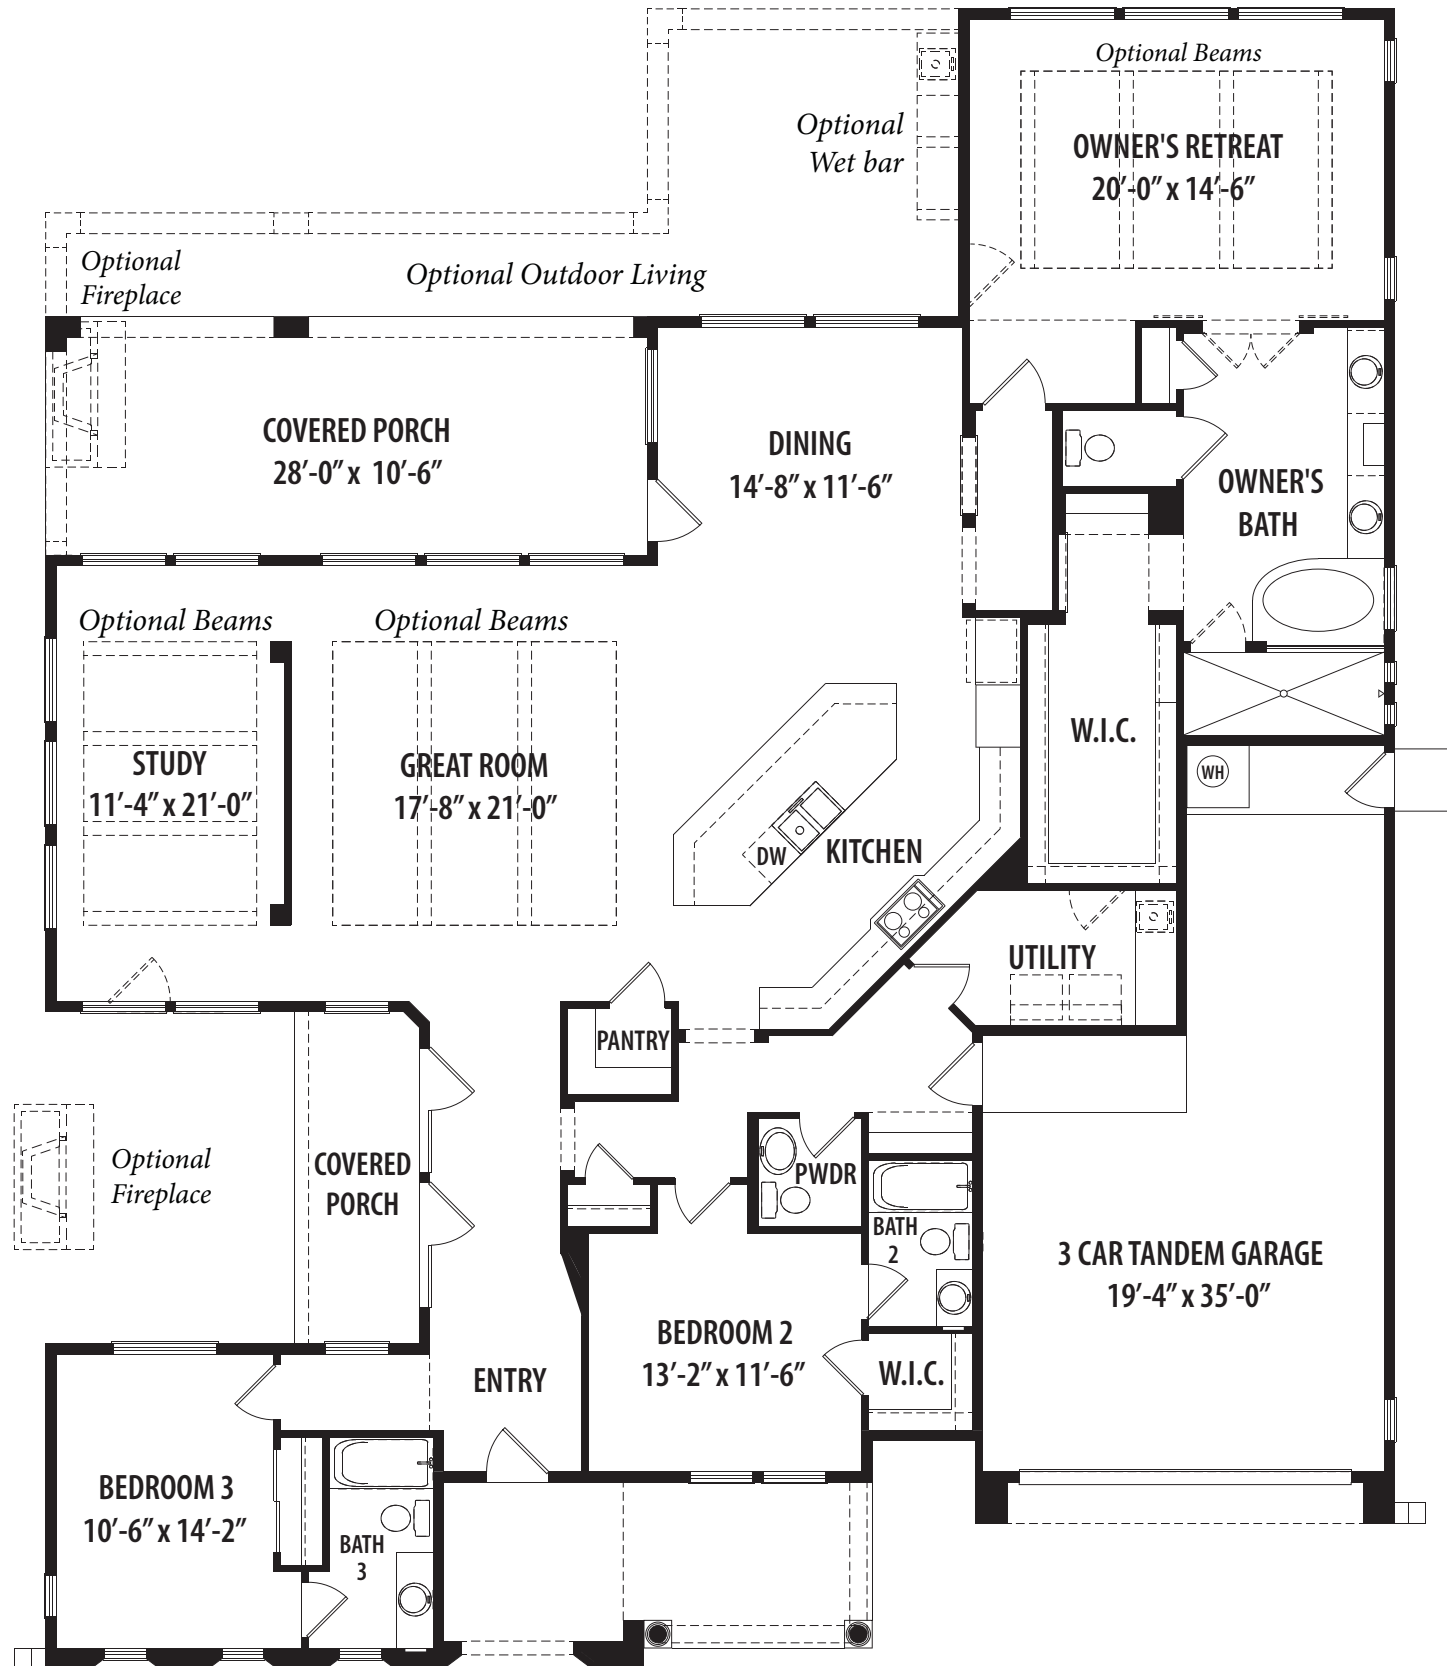 Optional Beams
OWNER'S RETREAT
20'-0" x 14'-6"
Optional
Wet bar
Optional
Fireplace
Optional Outdoor Living
COVERED PORCH
28'-0" x 10'-6"
DINING
14'-8" x 11'-6"
OWNER'S
BATH
Optional Beams
Optional Beams
STUDY
11'-4" x 21'-0"
GREAT ROOM
17'-8" x 21'-0"
W.I.C.
WH
DW
KITCHEN
UTILITY
PANTRY
Optional
Fireplace
COVERED
PORCH
PWDR
BATH
2
3 CAR TANDEM GARAGE
19'-4" x 35'-0"
BEDROOM 2
13'-2" x 11'-6"
W.I.C.
ENTRY
BEDROOM 3
10'-6" x 14'-2"
BATH
3